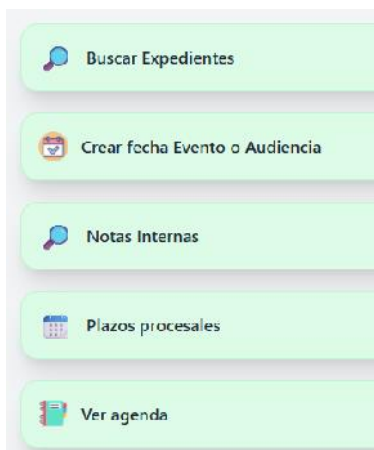 Buscar Expedientes
Crear fecha Evento o Audiencia
Notas Internas
Plazos procesales
Ver agenda